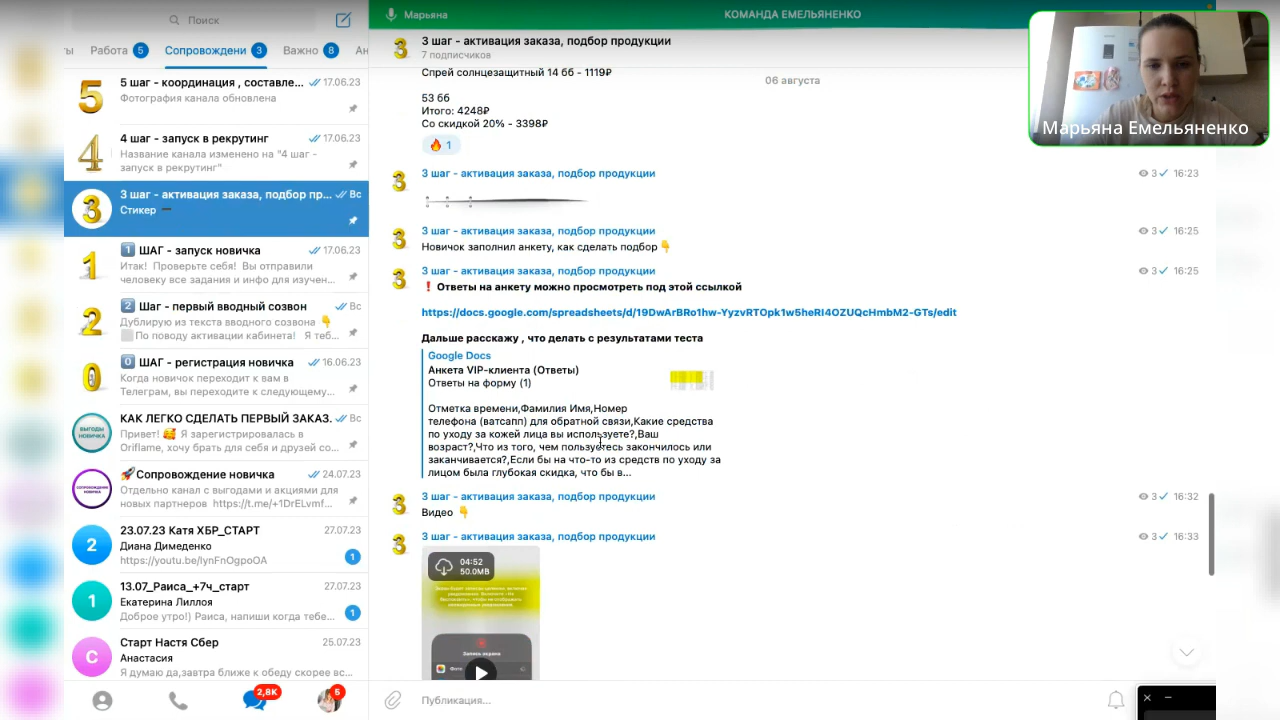 Поиск
Марьяна
КОМАНДА ЕМЕЛЬЯНЕНКО
ты
Работа 5
Сопровождени 3
Важно 8
Ан
5 шаг - координация , составле... 17.06.23
Фотография канала обновлена
4 шаг - запуск в рекрутинг 17.06.23
Название канала изменено на "4 шаг -
запуск в рекрутинг"
3 шаг - активация заказа, подбор пр... Вс
Стикер
1 ШАГ - запуск новичка 17.06.23
Итак! Проверьте себя! Вы отправили
человеку все задания и инфо для изучен...
2 Шаг - первый вводный созвон Вс
Дублирую из текста вводного созвона 👇
По поводу активации кабинета! Я теб...
0 ШАГ - регистрация новичка 16.06.23
Когда новичок переходит к вам в
Телеграм, вы переходите к следующему...
ВЫГОДЫ
НОВИЧКА
КАК ЛЕГКО СДЕЛАТЬ ПЕРВЫЙ ЗАКАЗ. Вс
Привет! 🥰 Я зарегистрировалась в
Oriflame, хочу брать для себя и друзей со...
СОПРОВОЖДЕНИЕ
НОВИЧКА
🚀Сопровождение новичка 24.07.23
Отдельно канал с выгодами и акциями для
новых партнеров https://t.me/+1DrELvmf...
2
23.07.23 Катя ХБР_СТАРТ 27.07.23
Диана Димеденко
https://youtu.be/lynFnOgpoOA 1
1
13.07_Раиса_+7ч_старт 27.07.23
Екатерина Лиллоя
Доброе утро!) Раиса, напиши когда тебе... 1
С
Старт Настя Сбер 25.07.23
Анастасия
Я думаю да,завтра ближе к обеду скорее вс...
2,8K
5
3 шаг - активация заказа, подбор продукции
7 подписчиков
Спрей солнцезащитный 14 бб - 1119₽
06 августа
53 бб
Итого: 4248₽
Со скидкой 20% - 3398₽
🔥 1
3 шаг - активация заказа, подбор продукции 3 16:23
3 шаг - активация заказа, подбор продукции 3 16:25
Новичок заполнил анкету, как сделать подбор👇
3 шаг - активация заказа, подбор продукции 3 16:25
❗ Ответы на анкету можно просмотреть под этой ссылкой
https://docs.google.com/spreadsheets/d/19DwArBRo1hw-YyzvRTOpk1w5heRI4OZUQcHmbM2-GTs/edit
Дальше расскажу , что делать с результатами теста
Google Docs
Анкета VIP-клиента (Ответы)
Ответы на форму (1)
Отметка времени,Фамилия Имя,Номер
телефона (ватсапп) для обратной связи,Какие средства
по уходу за кожей лица вы используете?,Ваш
возраст?,Что из того, чем пользуетесь закончилось или
заканчивается?,Если бы на что-то из средств по уходу за
лицом была глубокая скидка, что бы в...
3 шаг - активация заказа, подбор продукции 3 16:32
Видео 👇
3 шаг - активация заказа, подбор продукции 3 16:33
04:52
50.0MB
Запись экрана
Фото
Публикация...
Марьяна Емельяненко